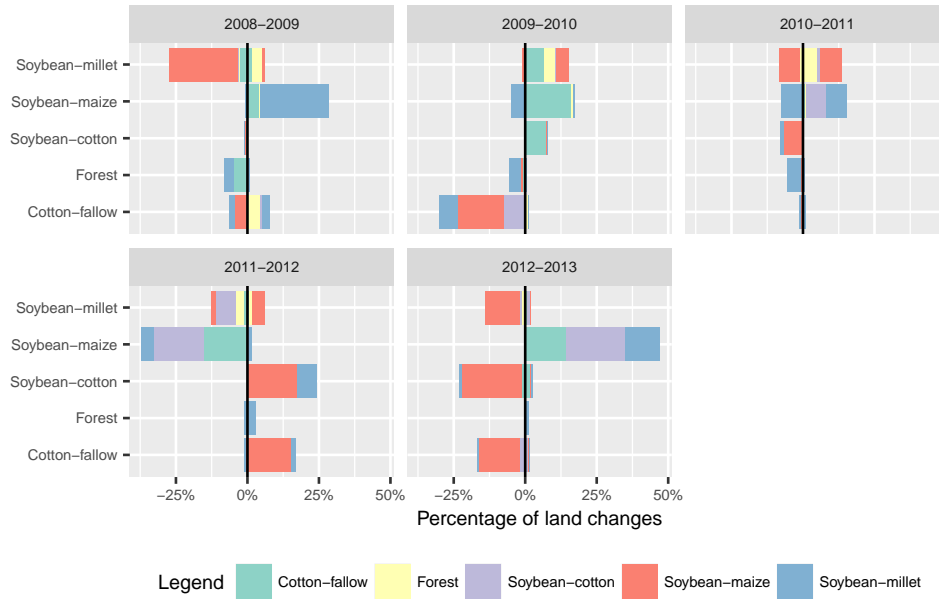 2008−2009 2009−2010 2010−2011
Soybean−millet
Soybean−maize
Soybean−cotton
Forest
Cotton−fallow
2011−2012 2012−2013
Soybean−millet
Soybean−maize
Soybean−cotton
Forest
Cotton−fallow
−25% 0% 25% 50% −25% 0% 25% 50%
Percentage of land changes
Legend Cotton−fallow Forest Soybean−cotton Soybean−maize Soybean−millet